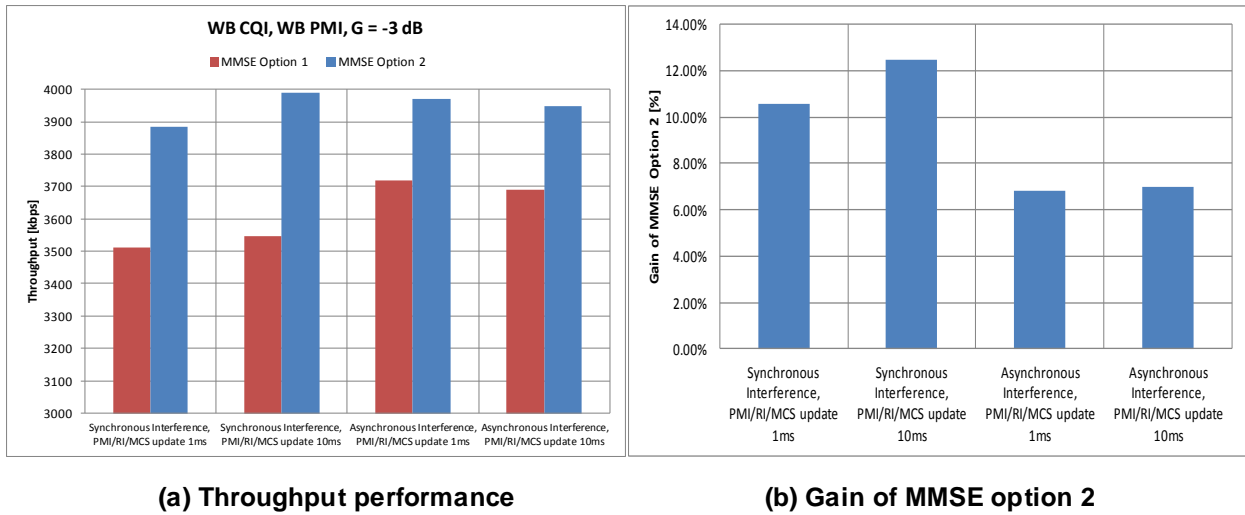 WB CQI, WB PMI, G = -3 dB
MMSE Option 1 MMSE Option 2
Throughput [kbps]
4000
3900
3800
3700
3600
3500
3400
3300
3200
3100
3000
Synchronous Interference, PMI/RI/MCS update 1ms
Synchronous Interference, PMI/RI/MCS update 10ms
Asynchronous Interference, PMI/RI/MCS update 1ms
Asynchronous Interference, PMI/RI/MCS update 10ms
(a) Throughput performance
Gain of MMSE Option 2 [%]
14.00%
12.00%
10.00%
8.00%
6.00%
4.00%
2.00%
0.00%
Synchronous
Interference,
PMI/RI/MCS update
1ms
Synchronous
Interference,
PMI/RI/MCS update
10ms
Asynchronous
Interference,
PMI/RI/MCS update
1ms
Asynchronous
Interference,
PMI/RI/MCS update
10ms
(b) Gain of MMSE option 2